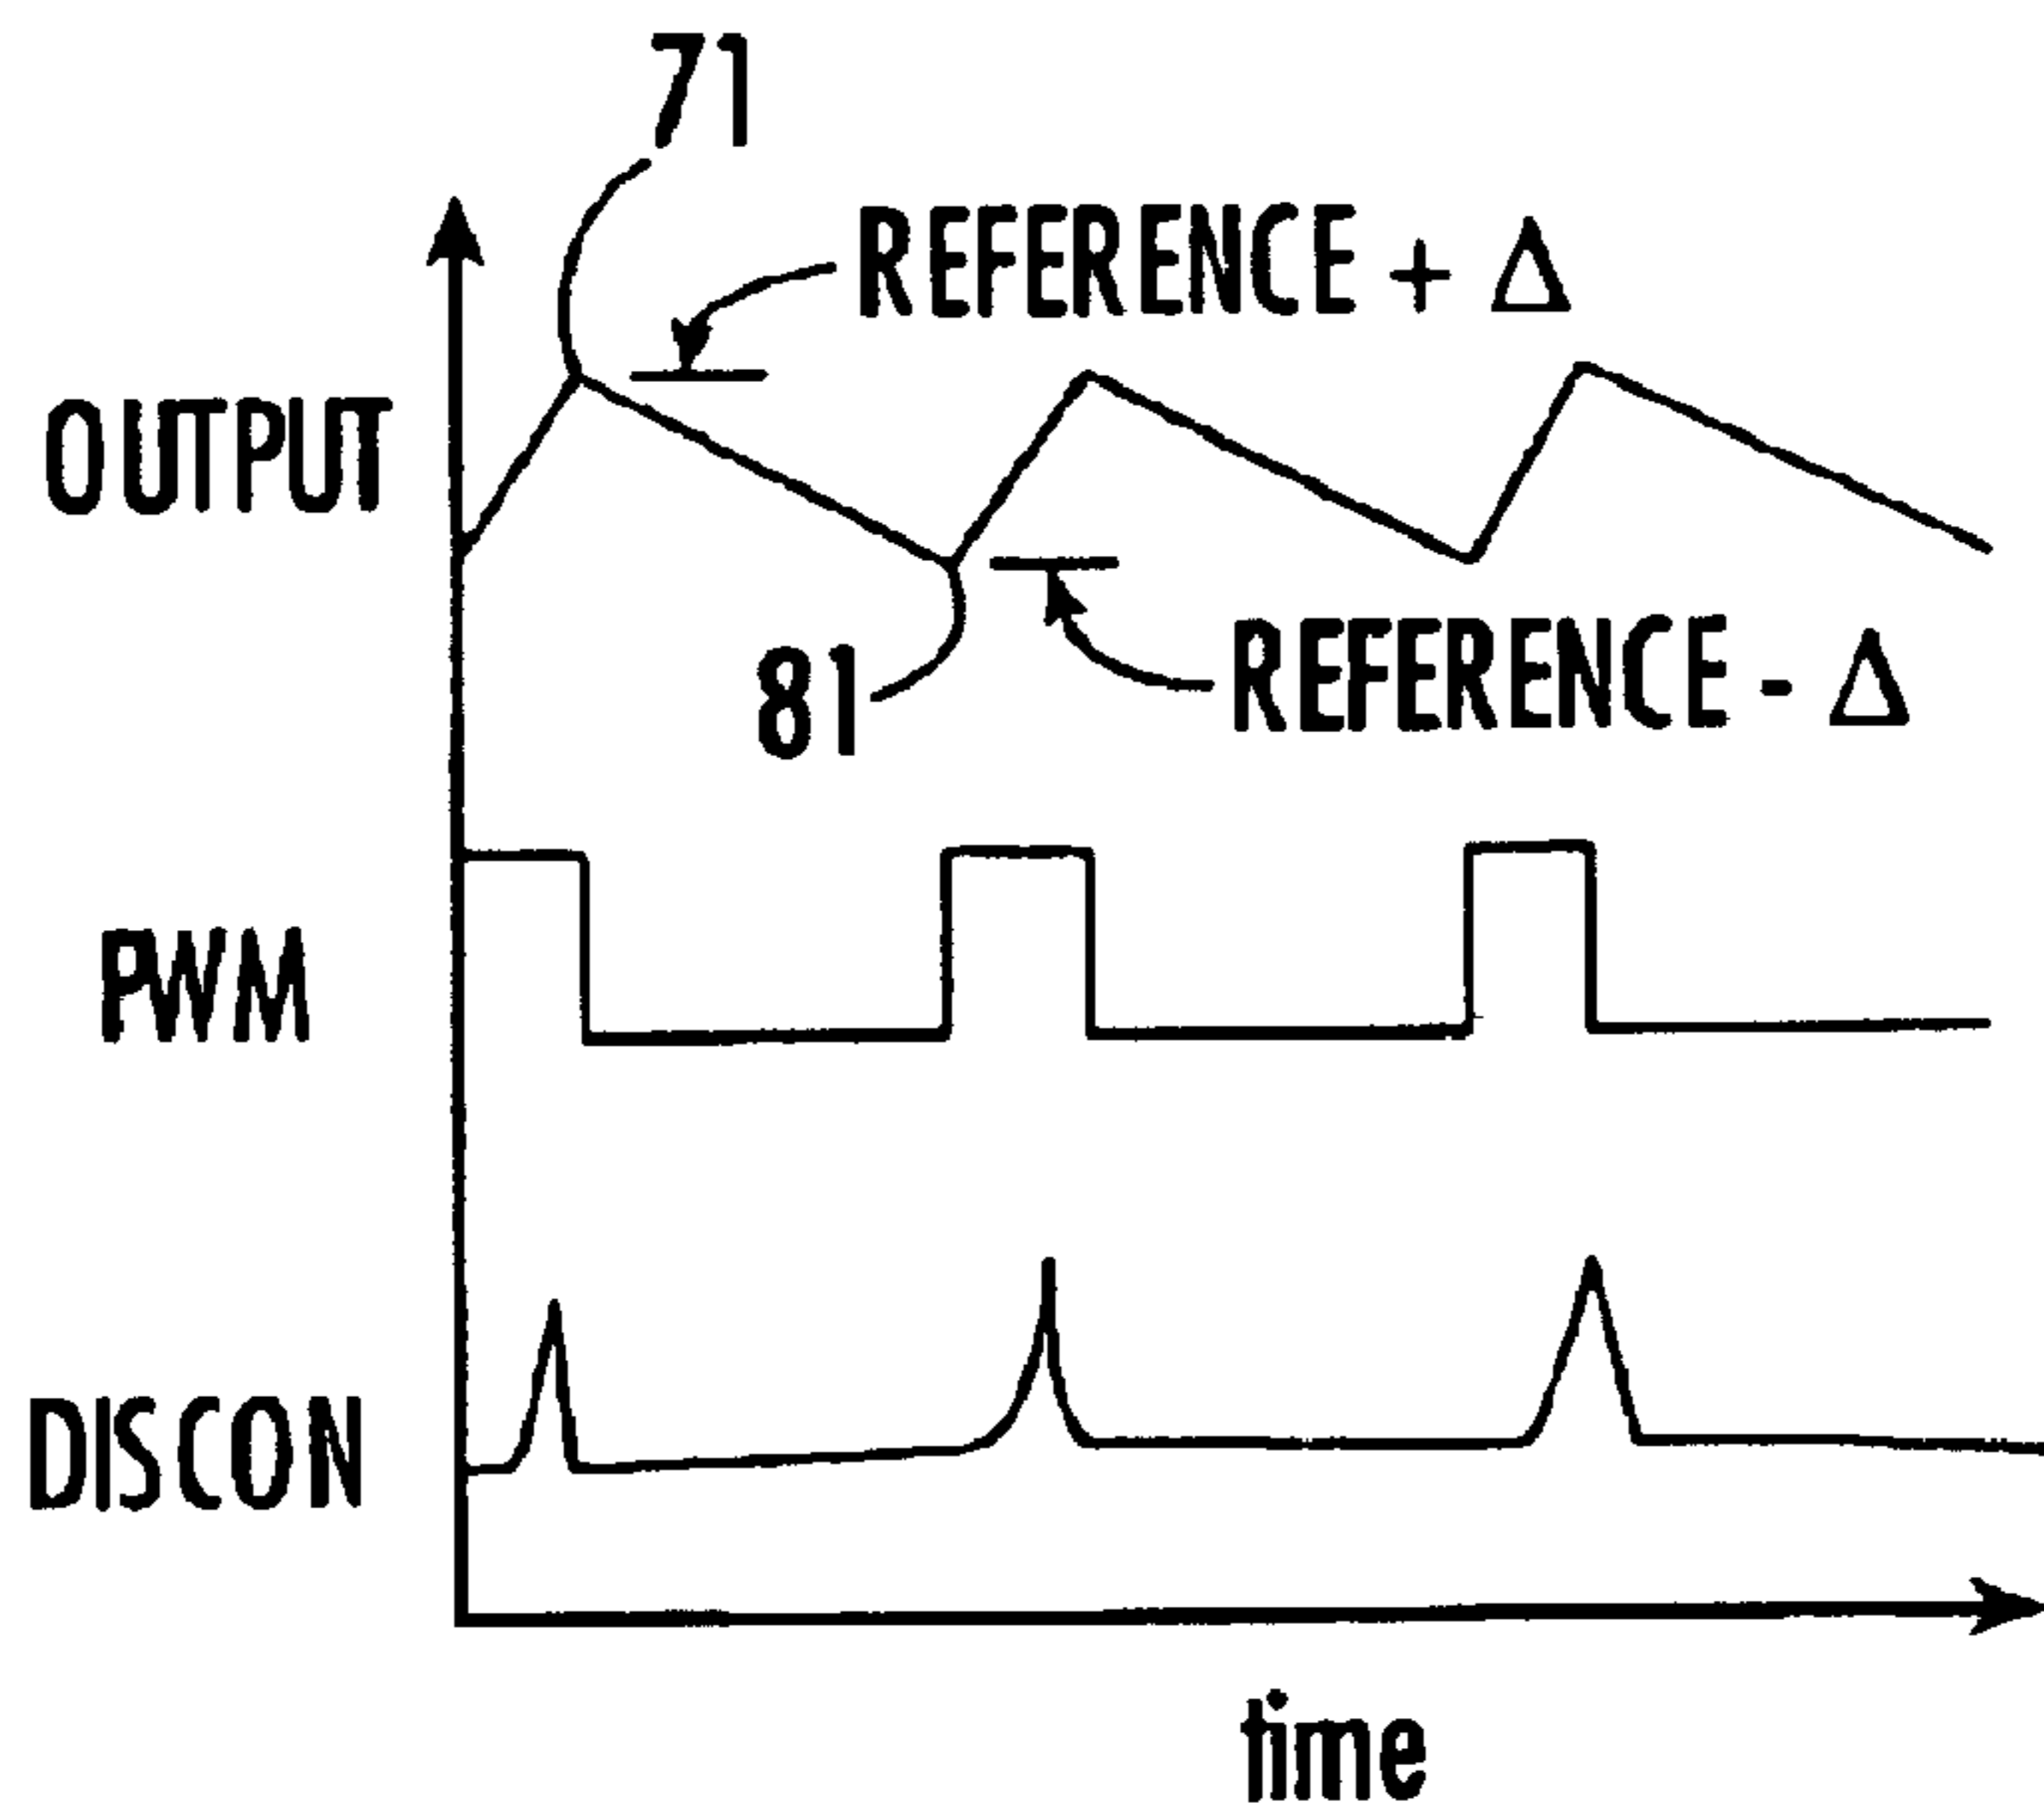 71
REFERENCE + Δ
OUTPUT
REFERENCE - Δ
81
PWM
DISCON
time